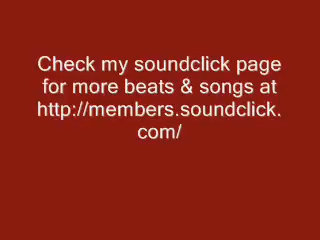 Check my soundclick page
for more beats & songs at
http://members.soundclick.
com/